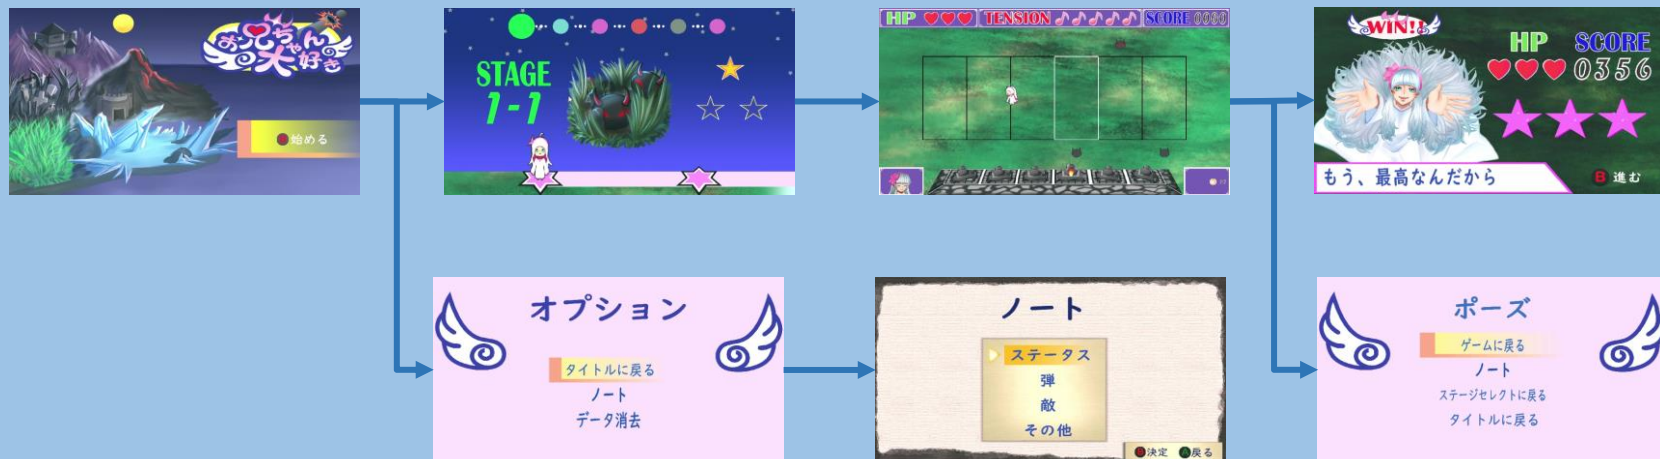 お兄ちゃん
大好き
始める
STAGE
1-1
HP TENSION SCORE 0060
WIN!!
HP SCORE
0356
もう、最高なんだから
B 進む
オプション
タイトルに戻る
ノート
データ消去
ノート
ステータス
弾
敵
その他
B決定 A戻る
ポーズ
ゲームに戻る
ノート
ステージセレクトに戻る
タイトルに戻る